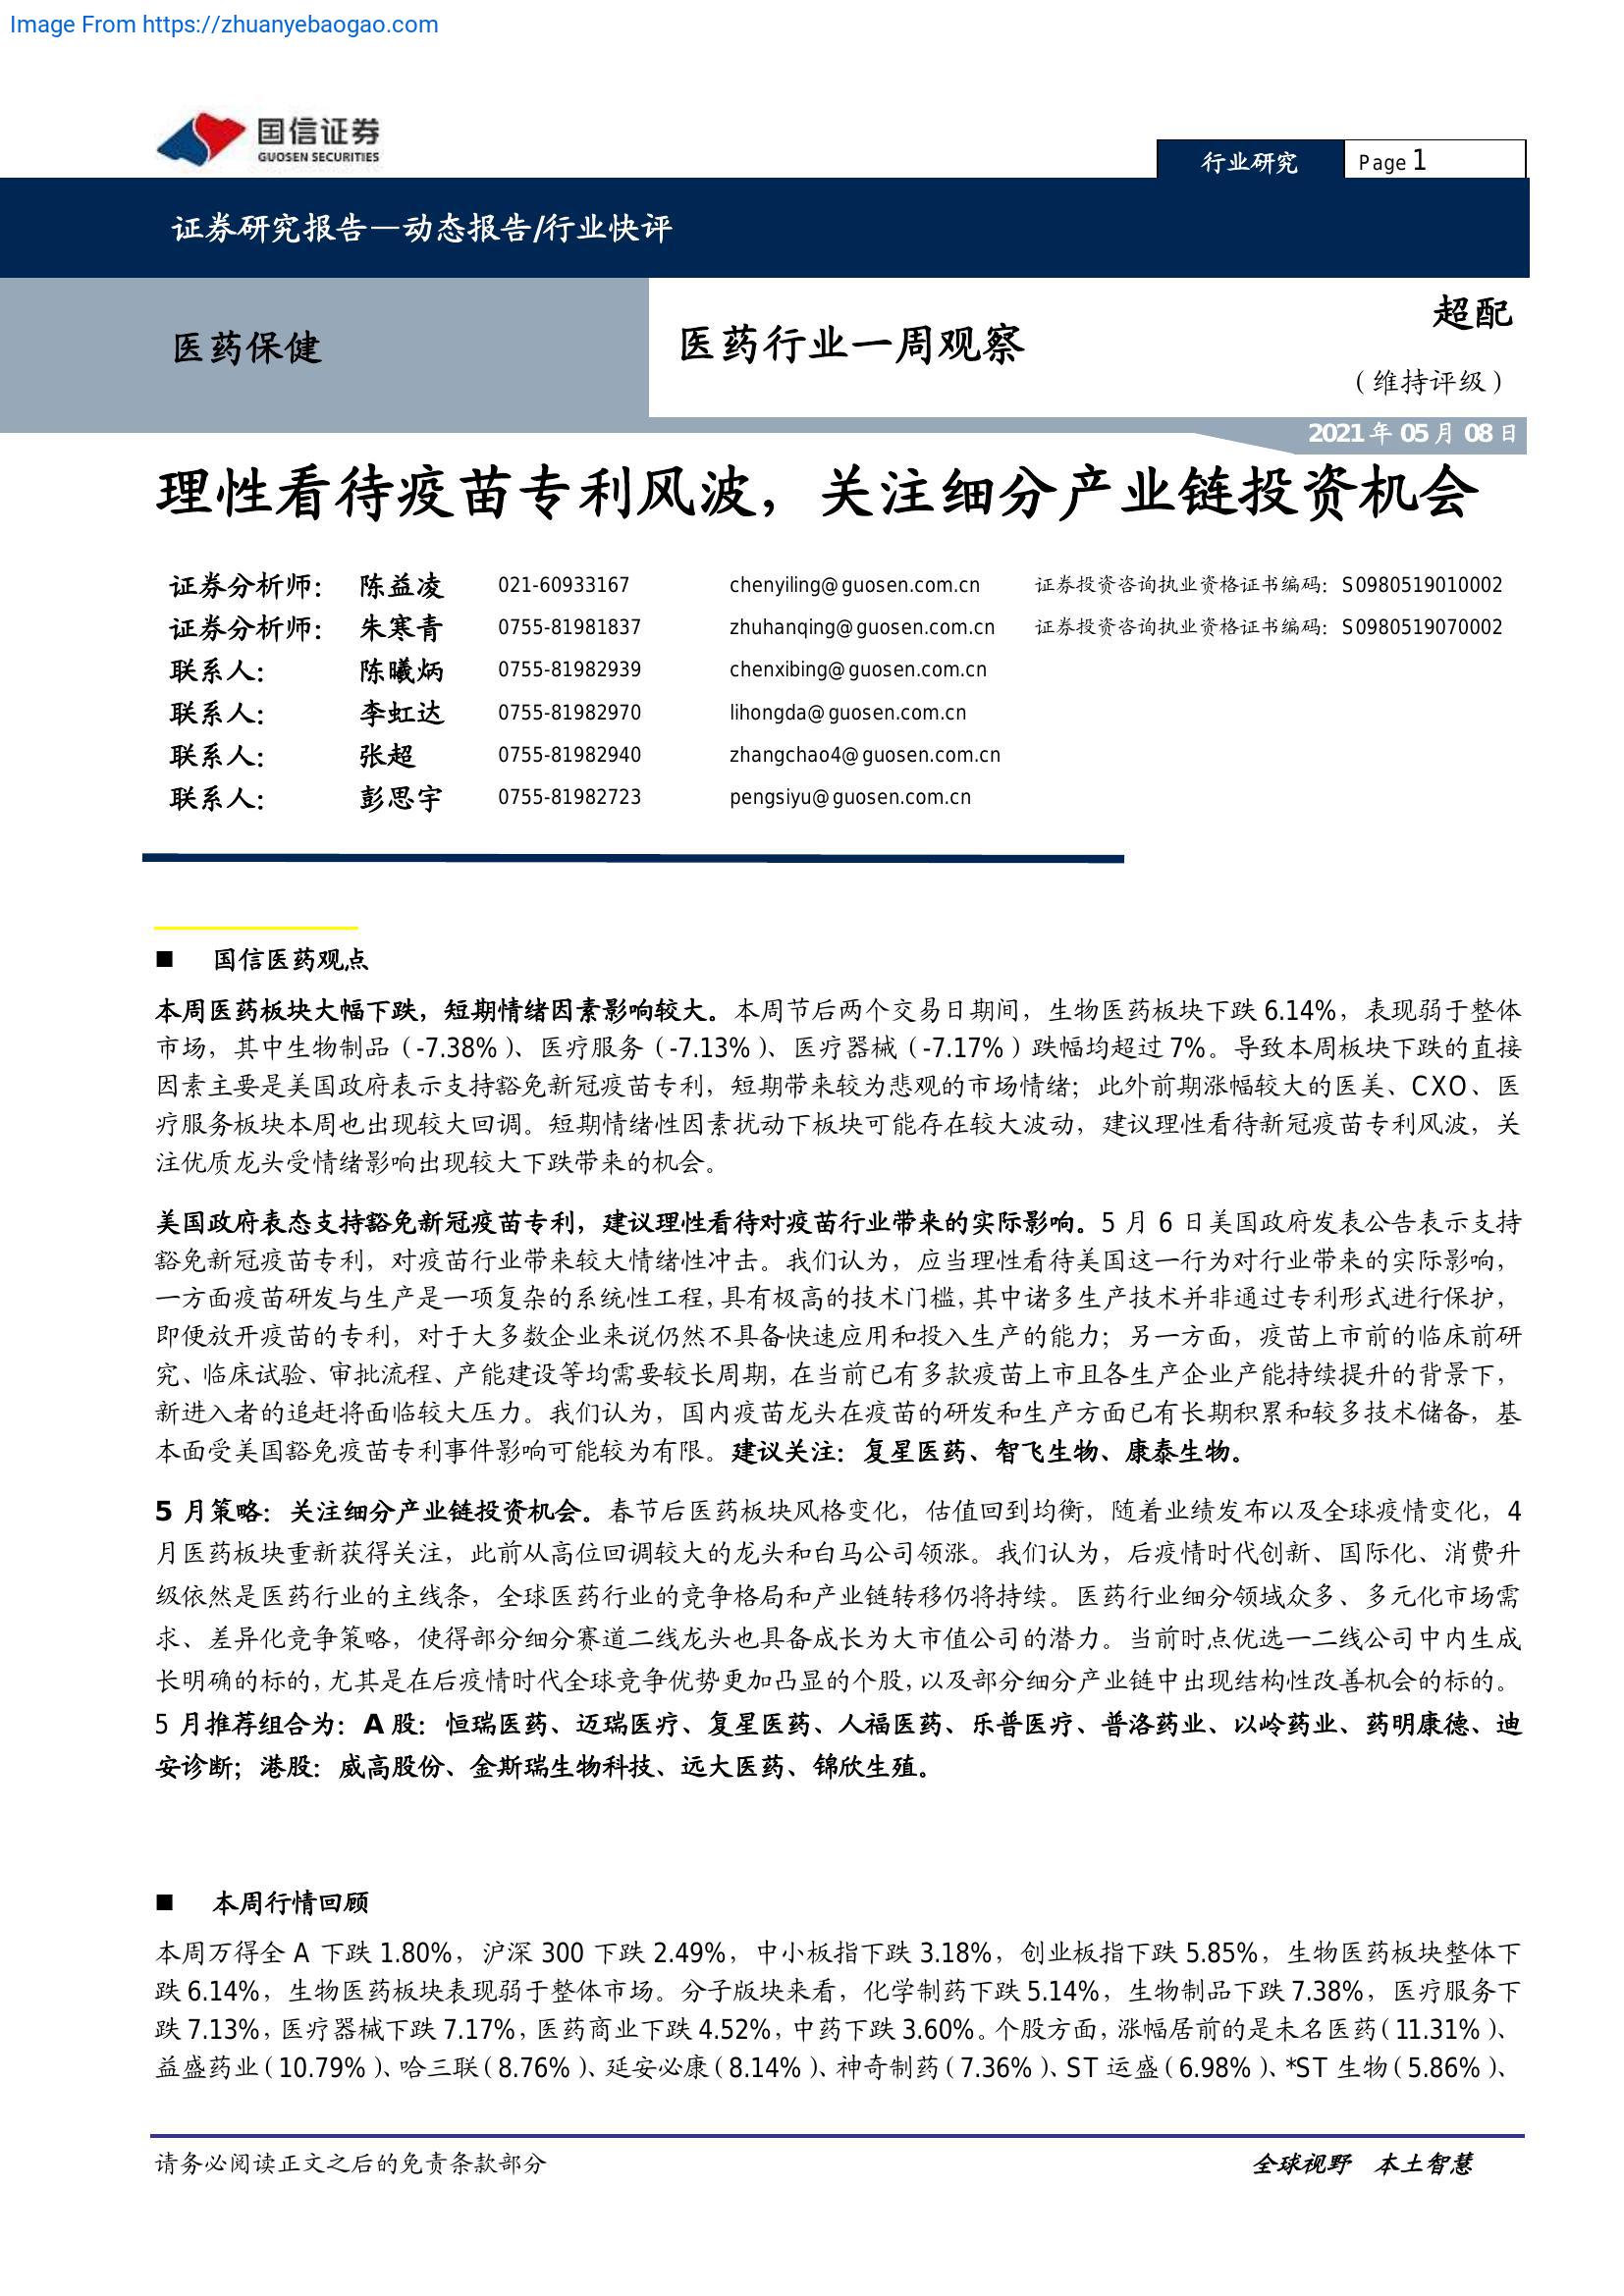 Image From https://zhuanyebaogao.com
国信证券
GUOSEN SECURITIES
行业研究 Page 1
证券研究报告—动态报告/行业快评
医药保健
医药行业一周观察
超配
（维持评级）
2021 年 05 月 08 日
理性看待疫苗专利风波，关注细分产业链投资机会
证券分析师： 陈益凌 021-60933167 chenyiling@guosen.com.cn 证券投资咨询执业资格证书编码：S0980519010002
证券分析师： 朱寒青 0755-81981837 zhuhanqing@guosen.com.cn 证券投资咨询执业资格证书编码：S0980519070002
联系人： 陈曦炳 0755-81982939 chenxibing@guosen.com.cn
联系人： 李虹达 0755-81982970 lihongda@guosen.com.cn
联系人： 张超 0755-81982940 zhangchao4@guosen.com.cn
联系人： 彭思宇 0755-81982723 pengsiyu@guosen.com.cn
■ 国信医药观点
本周医药板块大幅下跌，短期情绪因素影响较大。本周节后两个交易日期间，生物医药板块下跌 6.14%，表现弱于整体
市场，其中生物制品（-7.38%）、医疗服务（-7.13%）、医疗器械（-7.17%）跌幅均超过 7%。导致本周板块下跌的直接
因素主要是美国政府表示支持豁免新冠疫苗专利，短期带来较为悲观的市场情绪；此外前期涨幅较大的医美、CXO、医
疗服务板块本周也出现较大回调。短期情绪性因素扰动下板块可能存在较大波动，建议理性看待新冠疫苗专利风波，关
注优质龙头受情绪影响出现较大下跌带来的机会。
美国政府表态支持豁免新冠疫苗专利，建议理性看待对疫苗行业带来的实际影响。5 月 6 日美国政府发表公告表示支持
豁免新冠疫苗专利，对疫苗行业带来较大情绪性冲击。我们认为，应当理性看待美国这一行为对行业带来的实际影响，
一方面疫苗研发与生产是一项复杂的系统性工程，具有极高的技术门槛，其中诸多生产技术并非通过专利形式进行保护，
即便放开疫苗的专利，对于大多数企业来说仍然不具备快速应用和投入生产的能力；另一方面，疫苗上市前的临床前研
究、临床试验、审批流程、产能建设等均需要较长周期，在当前已有多款疫苗上市且各生产企业产能持续提升的背景下，
新进入者的追赶将面临较大压力。我们认为，国内疫苗龙头在疫苗的研发和生产方面已有长期积累和较多技术储备，基
本面受美国豁免疫苗专利事件影响可能较为有限。建议关注：复星医药、智飞生物、康泰生物。
5 月策略：关注细分产业链投资机会。春节后医药板块风格变化，估值回到均衡，随着业绩发布以及全球疫情变化，4
月医药板块重新获得关注，此前从高位回调较大的龙头和白马公司领涨。我们认为，后疫情时代创新、国际化、消费升
级依然是医药行业的主线条，全球医药行业的竞争格局和产业链转移仍将持续。医药行业细分领域众多、多元化市场需
求、差异化竞争策略，使得部分细分赛道二线龙头也具备成长为大市值公司的潜力。当前时点优选一二线公司中内生成
长明确的标的，尤其是在后疫情时代全球竞争优势更加凸显的个股，以及部分细分产业链中出现结构性改善机会的标的。
5 月推荐组合为：A 股：恒瑞医药、迈瑞医疗、复星医药、人福医药、乐普医疗、普洛药业、以岭药业、药明康德、迪
安诊断；港股：威高股份、金斯瑞生物科技、远大医药、锦欣生殖。
■ 本周行情回顾
本周万得全 A 下跌 1.80%，沪深 300 下跌 2.49%，中小板指下跌 3.18%，创业板指下跌 5.85%，生物医药板块整体下
跌 6.14%，生物医药板块表现弱于整体市场。分子版块来看，化学制药下跌 5.14%，生物制品下跌 7.38%，医疗服务下
跌 7.13%，医疗器械下跌 7.17%，医药商业下跌 4.52%，中药下跌 3.60%。个股方面，涨幅居前的是未名医药（11.31%）、
益盛药业（10.79%）、哈三联（8.76%）、延安必康（8.14%）、神奇制药（7.36%）、ST 运盛（6.98%）、*ST 生物（5.86%）、
请务必阅读正文之后的免责条款部分 全球视野 本土智慧